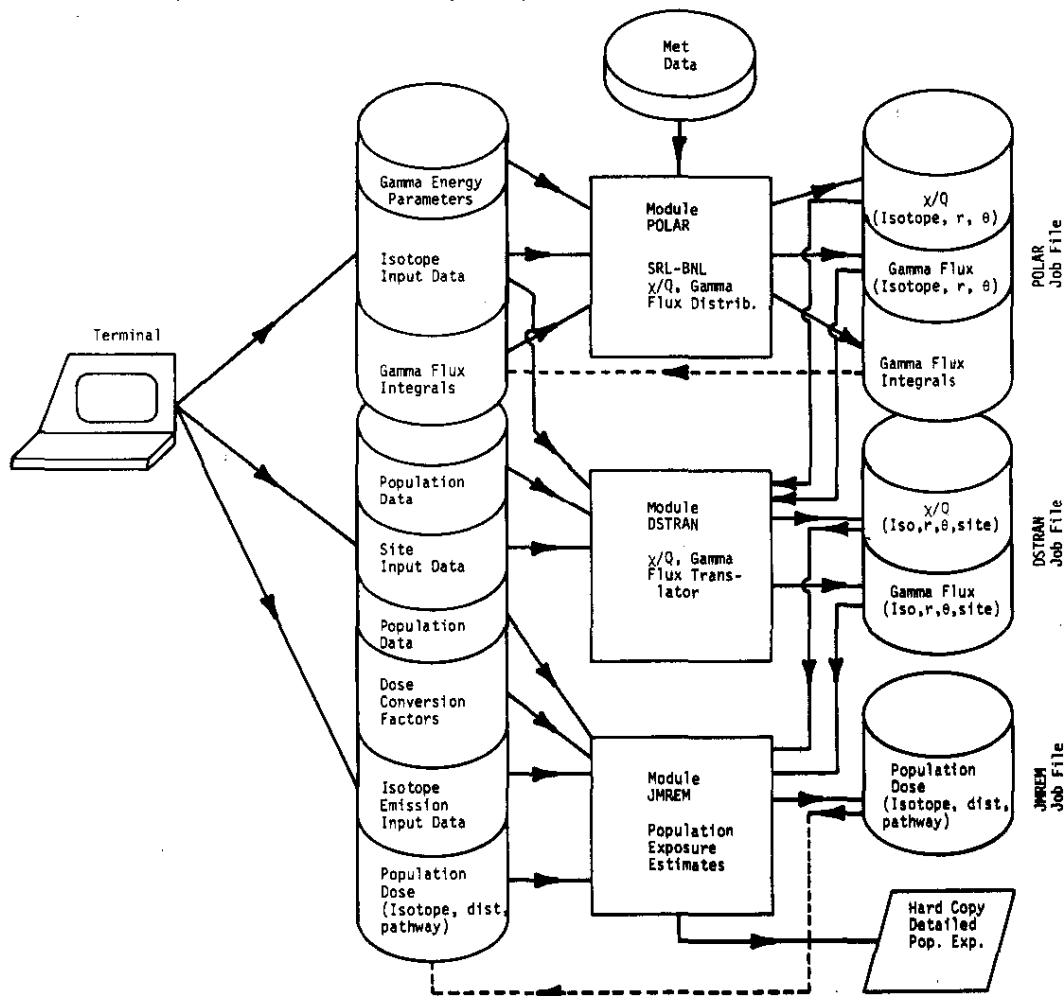 Met
Data
Gamma Energy
Parameters
Isotope
Input Data
Gamma Flux
Integrals
Module
POLAR
SRL-BNL
χ/Q, Gamma
Flux Distrib.
χ/Q
(Isotope, r, θ)
Gamma Flux
(Isotope, r, θ)
Gamma Flux
Integrals
POLAR
Job File
Terminal
Population
Data
Site
Input Data
Population
Data
Dose
Conversion
Factors
Isotope
Emission
Input Data
Population
Dose
(Isotope, dist,
pathway)
Module
DSTRAN
χ/Q, Gamma
Flux Trans-
lator
χ/Q
(Iso,r,θ,site)
Gamma Flux
(Iso,r,θ,site)
DSTRAN
Job File
Module
JMREM
Population
Exposure
Estimates
Population
Dose
(Isotope, dist,
pathway)
JMREM
Job File
Hard Copy
Detailed
Pop. Exp.